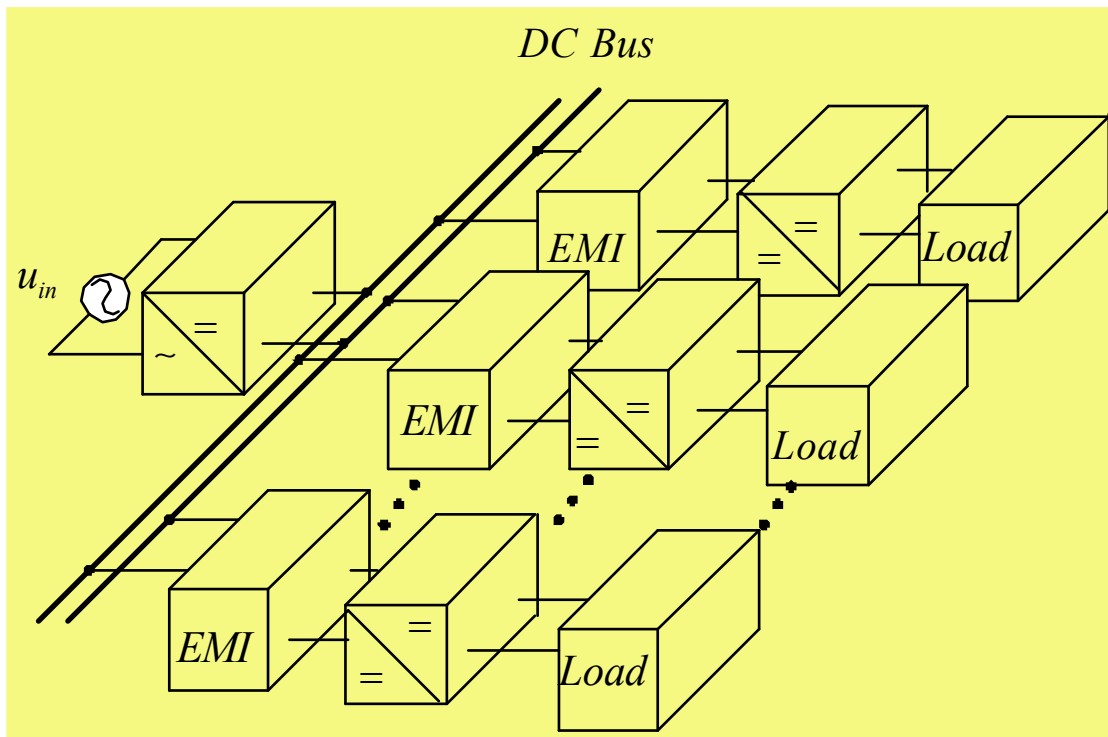 DC Bus
EMI
=
=
Load
u_in
=
~
EMI
=
=
Load
EMI
=
=
Load